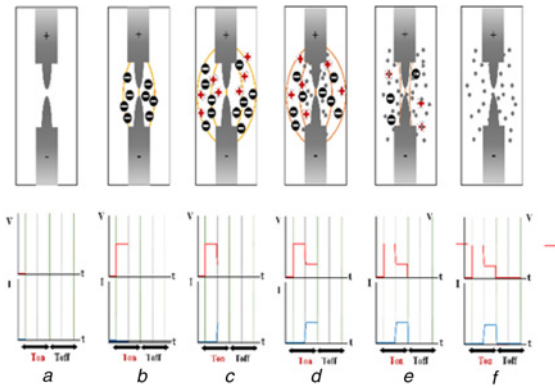 + + + + + +
- - - - - -
V V V V V V
t t t t t t
I I I I I I
t t t t t t
Ton Toff Ton Toff Ton Toff Ton Toff Ton Toff Ton Toff
a b c d e f